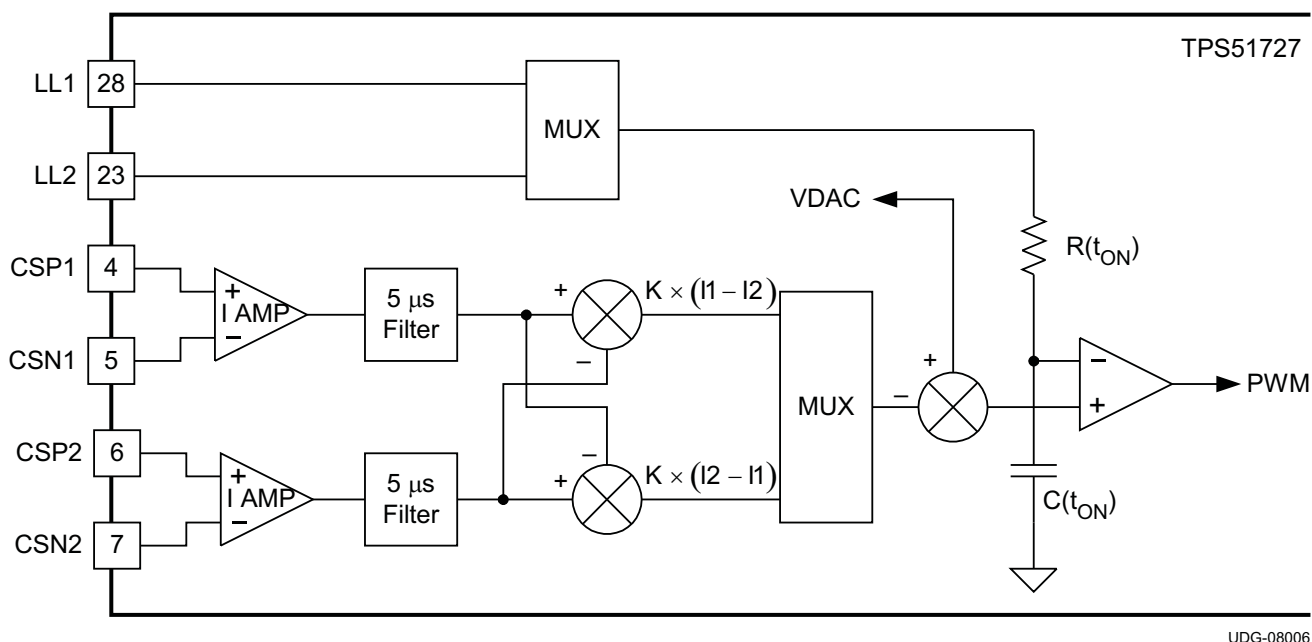 TPS51727
LL1 28
MUX
LL2 23
VDAC
R(tON)
CSP1 4
+
I AMP
−
CSN1 5
5 μs
Filter
+
−
K × (I1 – I2)
MUX
−
+
−
+
PWM
CSP2 6
+
I AMP
−
CSN2 7
5 μs
Filter
−
+
K × (I2 – I1)
C(tON)
UDG-08006